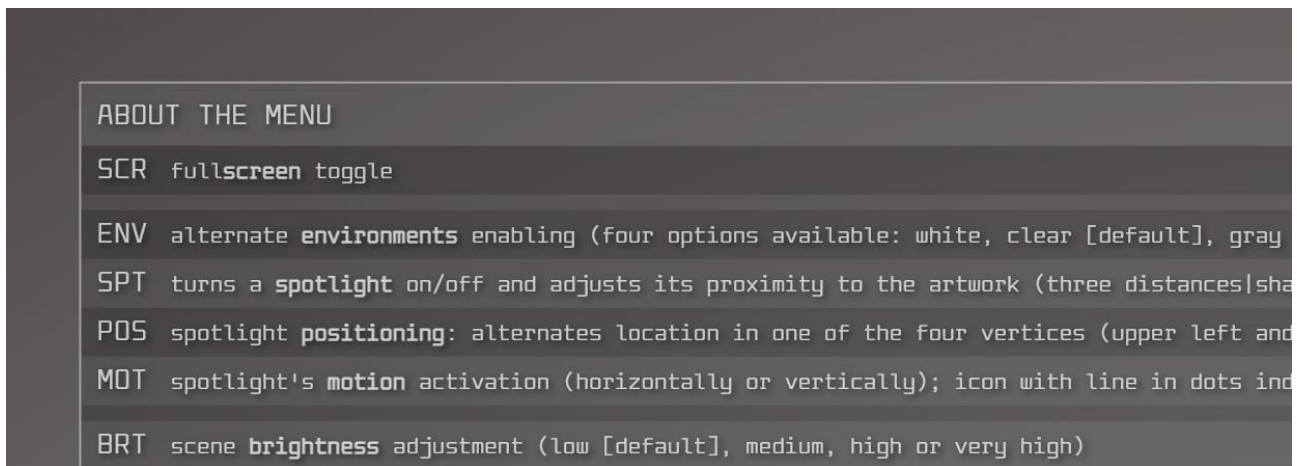 ABOUT THE MENU
SCR fullscreen toggle
ENV alternate environments enabling (four options available: white, clear [default], gray
SPT turns a spotlight on/off and adjusts its proximity to the artwork (three distances|sha
POS spotlight positioning: alternates location in one of the four vertices (upper left and
MOT spotlight's motion activation (horizontally or vertically); icon with line in dots ind
BRT scene brightness adjustment (low [default], medium, high or very high)